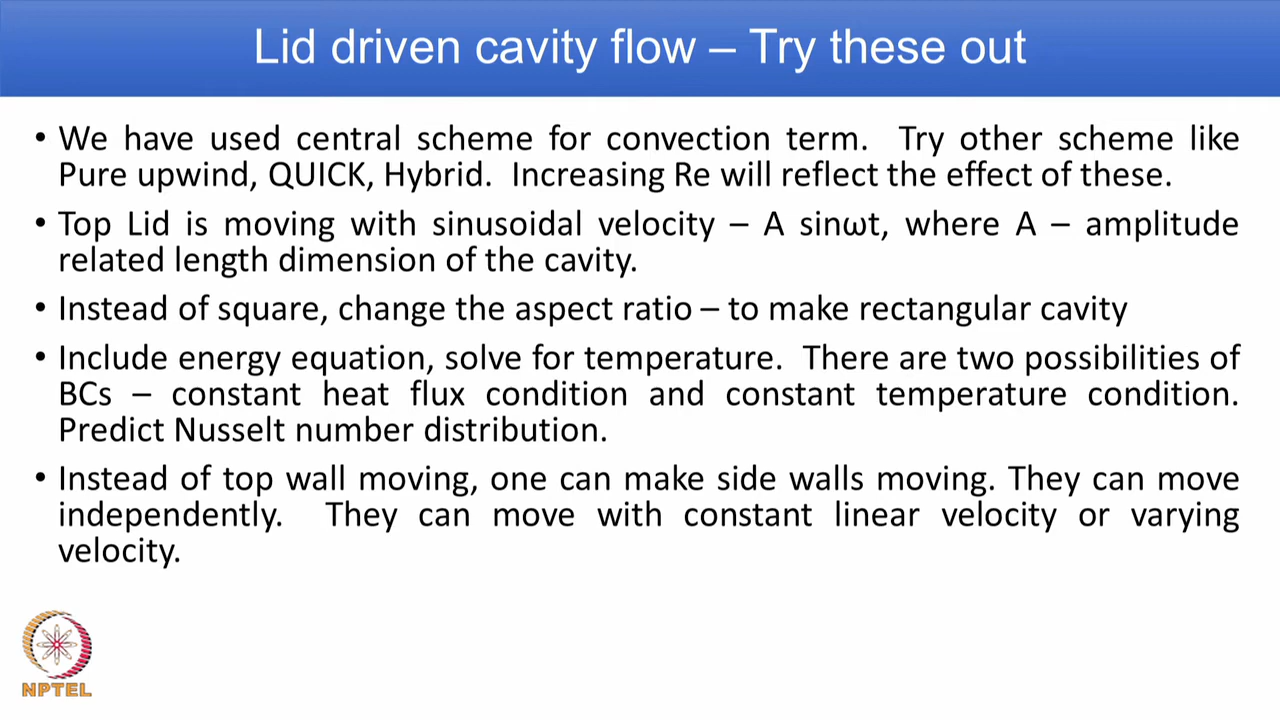 Lid driven cavity flow – Try these out
• We have used central scheme for convection term. Try other scheme like
Pure upwind, QUICK, Hybrid. Increasing Re will reflect the effect of these.
• Top Lid is moving with sinusoidal velocity – A sinωt, where A – amplitude
related length dimension of the cavity.
• Instead of square, change the aspect ratio – to make rectangular cavity
• Include energy equation, solve for temperature. There are two possibilities of
BCs – constant heat flux condition and constant temperature condition.
Predict Nusselt number distribution.
• Instead of top wall moving, one can make side walls moving. They can move
independently. They can move with constant linear velocity or varying
velocity.
NPTEL